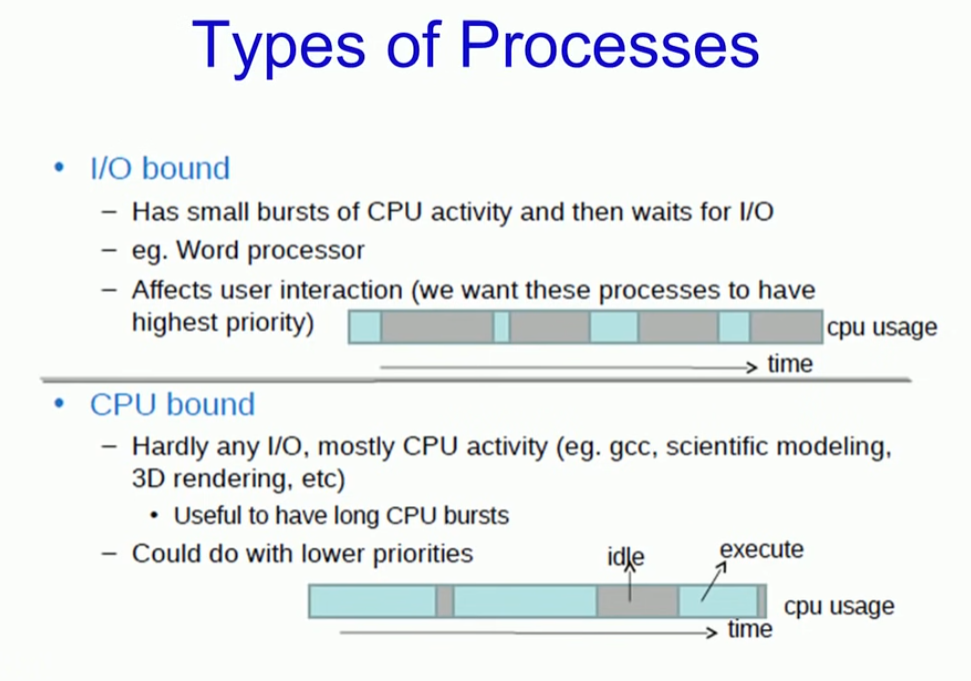 Types of Processes
• I/O bound
– Has small bursts of CPU activity and then waits for I/O
– eg. Word processor
– Affects user interaction (we want these processes to have
highest priority)
cpu usage
time
• CPU bound
– Hardly any I/O, mostly CPU activity (eg. gcc, scientific modeling,
3D rendering, etc)
• Useful to have long CPU bursts
– Could do with lower priorities
idle
execute
cpu usage
time